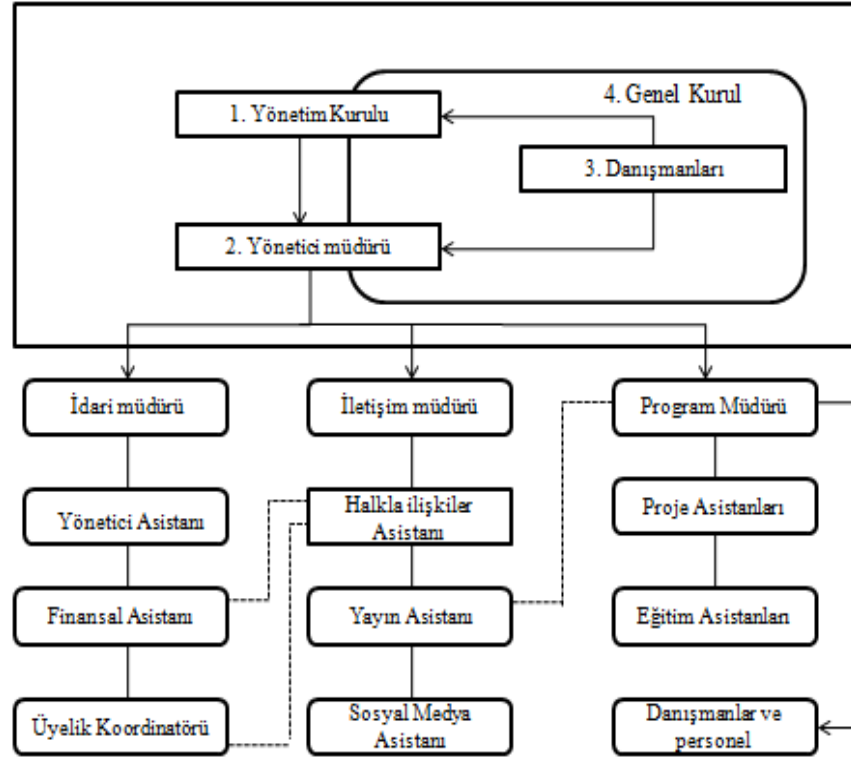 4. Genel Kurul
1. Yönetim Kurulu
3. Danışmanları
2. Yönetici müdürü
İdari müdürü
İletişim müdürü
Program Müdürü
Yönetici Asistanı
Halkla ilişkiler
Asistanı
Proje Asistanları
Finansal Asistanı
Yayın Asistanı
Eğitim Asistanları
Üyelik Koordinatörü
Sosyal Medya
Asistanı
Danışmanlar ve
personel